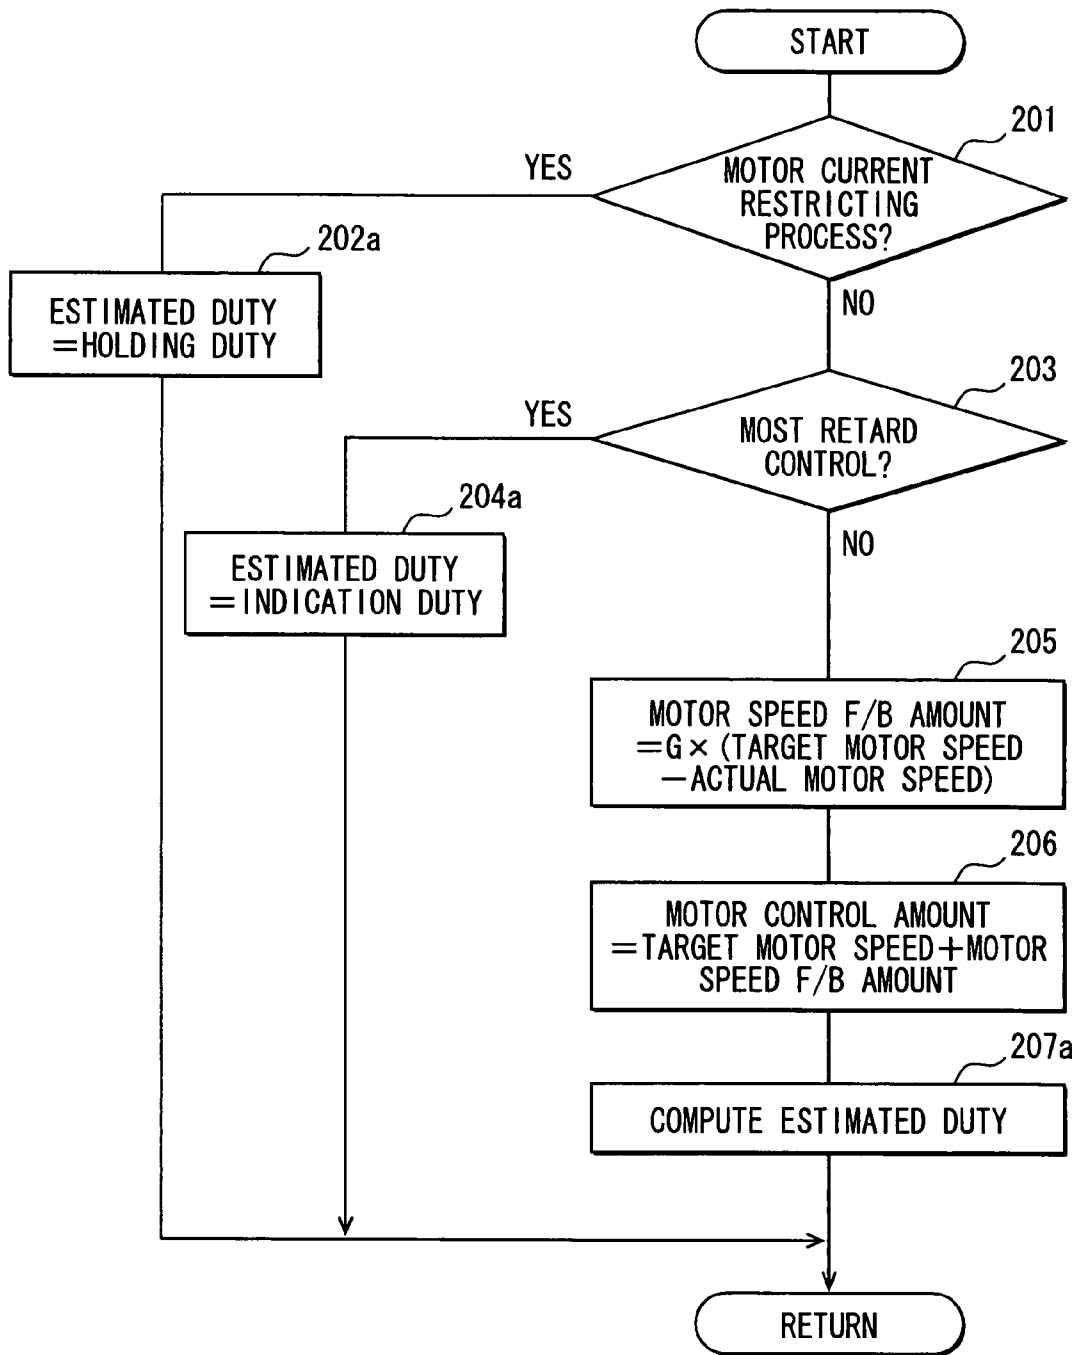 START
201
YES
MOTOR CURRENT
RESTRICTING
PROCESS?
202a
NO
ESTIMATED DUTY
=HOLDING DUTY
203
YES
MOST RETARD
CONTROL?
204a
NO
ESTIMATED DUTY
=INDICATION DUTY
205
MOTOR SPEED F/B AMOUNT
=G×(TARGET MOTOR SPEED
−ACTUAL MOTOR SPEED)
206
MOTOR CONTROL AMOUNT
=TARGET MOTOR SPEED+MOTOR
SPEED F/B AMOUNT
207a
COMPUTE ESTIMATED DUTY
RETURN